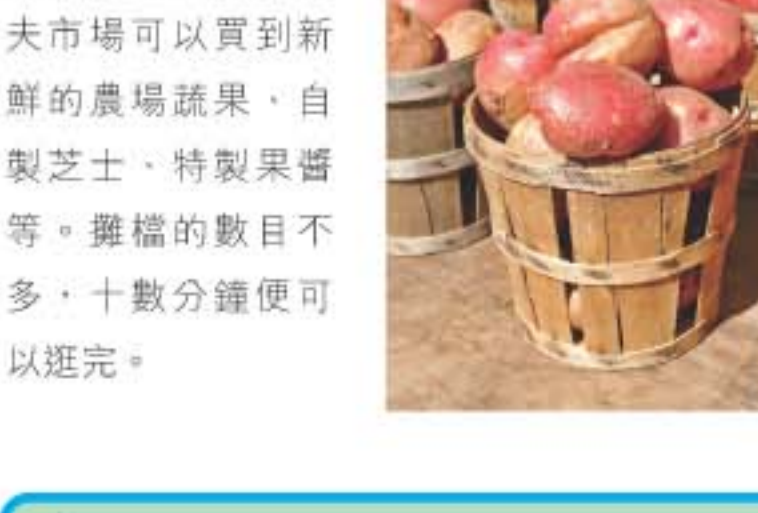 夫市場可以買到新
鮮的農場蔬果、自
製芝士、特製果醬
等。攤檔的數目不
多，十數分鐘便可
以逛完。